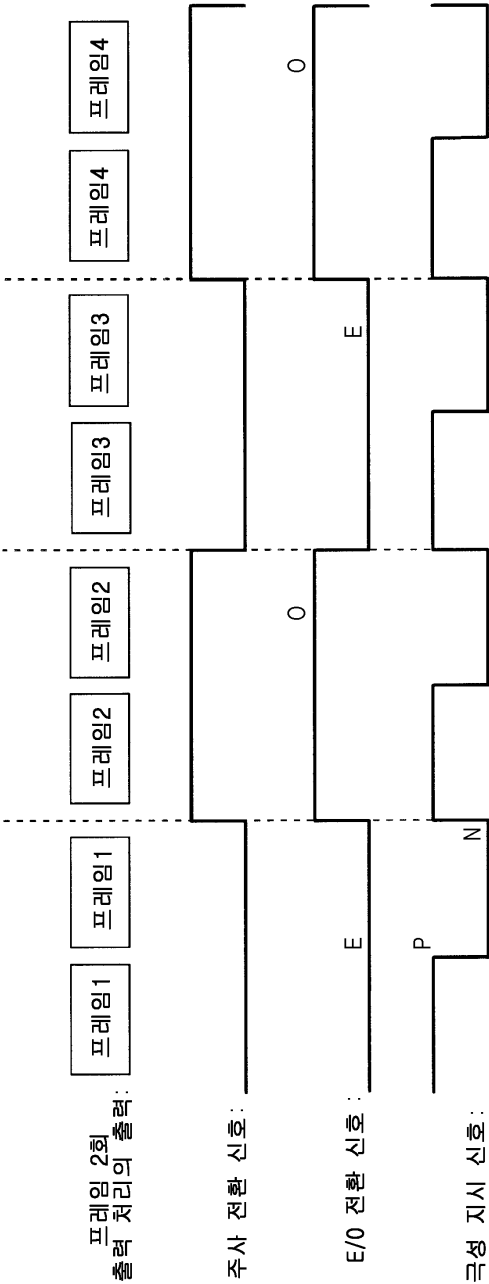 프레임 2회
출력 처리의 출력:
프레임1
프레임1
프레임2
프레임2
프레임3
프레임3
프레임4
프레임4
주사 전환 신호:
E/O 전환 신호:
E
O
E
O
극성 지시 신호:
P
N